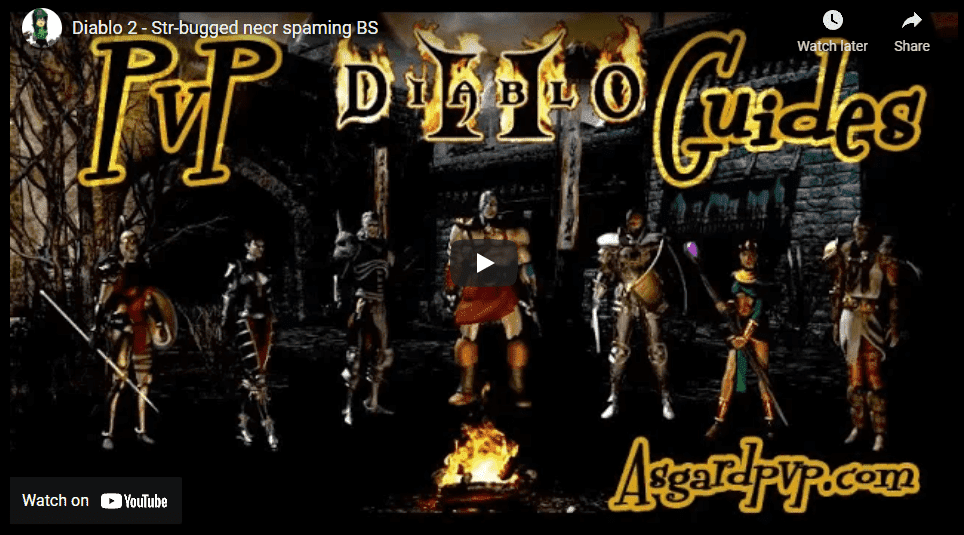 Diablo 2 - Str-bugged necr spaming BS
Watch later
Share
PvP
DIABLO
II
Guides
Asgardpvp.com
Watch on YouTube